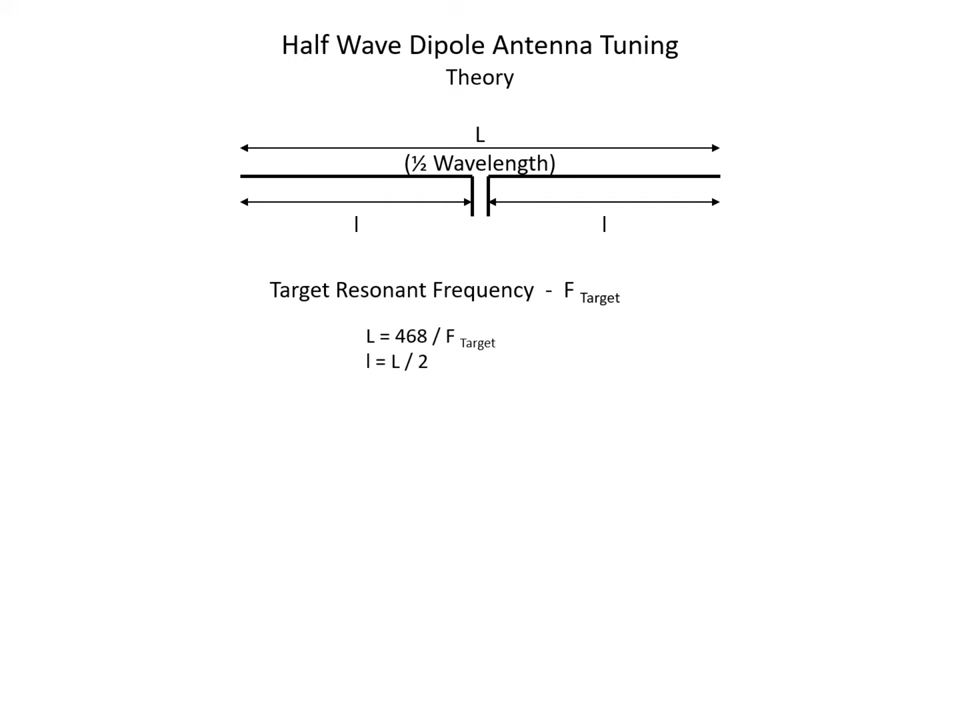 Half Wave Dipole Antenna Tuning
Theory
L
(½ Wavelength)
l l
Target Resonant Frequency - F Target
L = 468 / F Target
l = L / 2